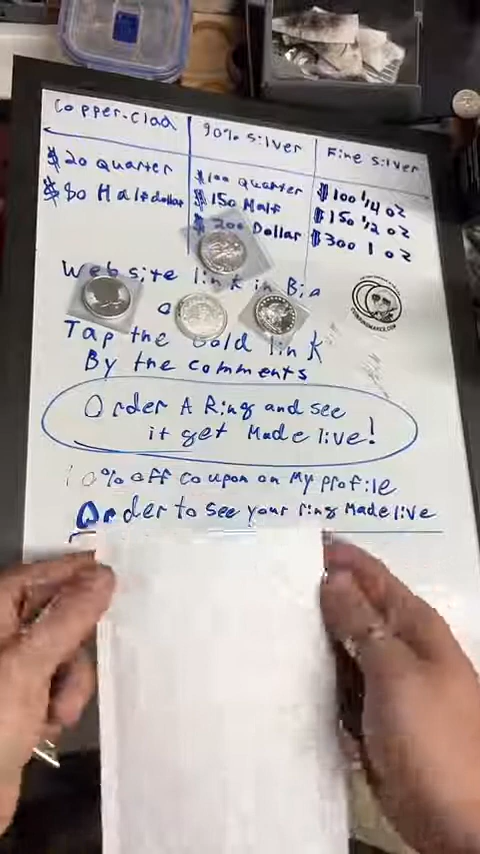 Copper-Clad
$20 Quarter
$80 Half dollar
90% Silver
$100 Quarter
$150 Half
$200 Dollar
Fine Silver
$100 1/4 oz
$150 1/2 oz
$300 1 oz
Website link in Bio
Tap the Gold link
By the comments
Order A Ring and see
it get Made live!
10% off coupon on My profile
Order to see your ring Made live